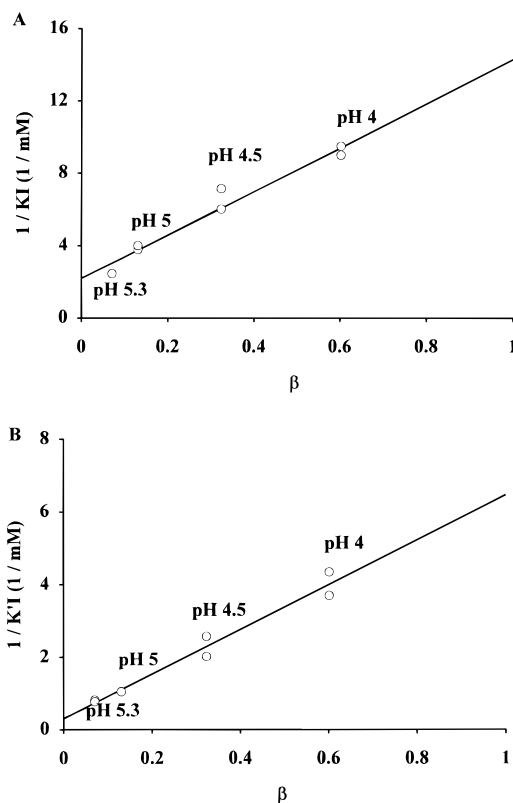 A
16
12
8
4
0
1 / KI (1 / mM)
pH 4
pH 4.5
pH 5
pH 5.3
0 0.2 0.4 0.6 0.8 1
β
B
8
6
4
2
0
1 / K'I (1 / mM)
pH 4
pH 4.5
pH 5
pH 5.3
0 0.2 0.4 0.6 0.8 1
β